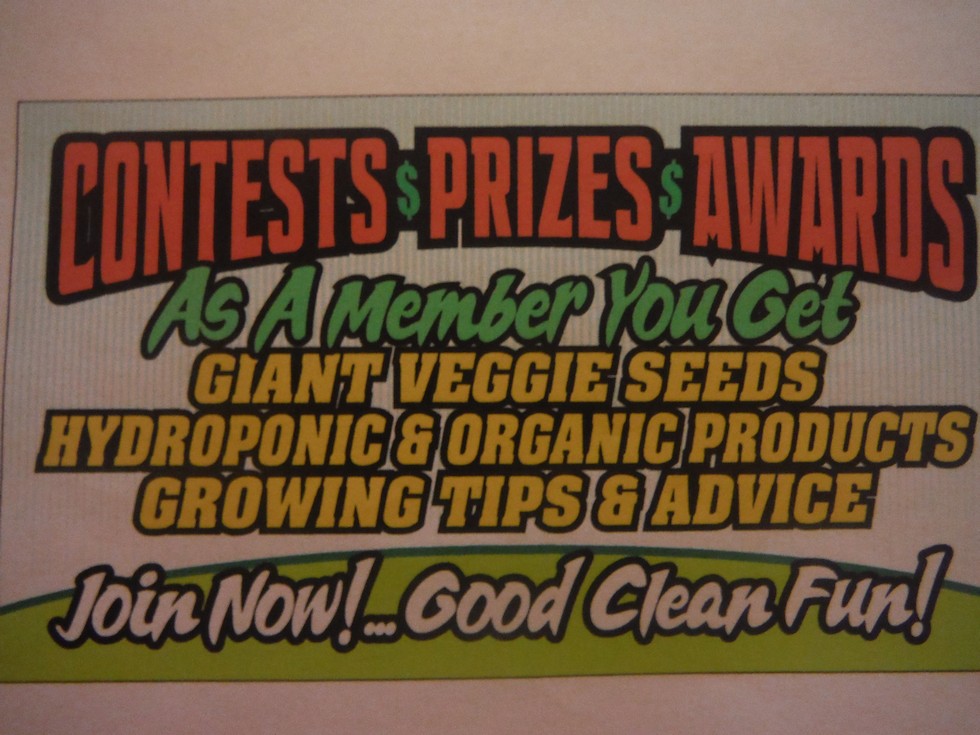 CONTESTS $ PRIZES $ AWARDS
As A Member You Get
GIANT VEGGIE SEEDS
HYDROPONIC & ORGANIC PRODUCTS
GROWING TIPS & ADVICE
Join Now!...Good Clean Fun!